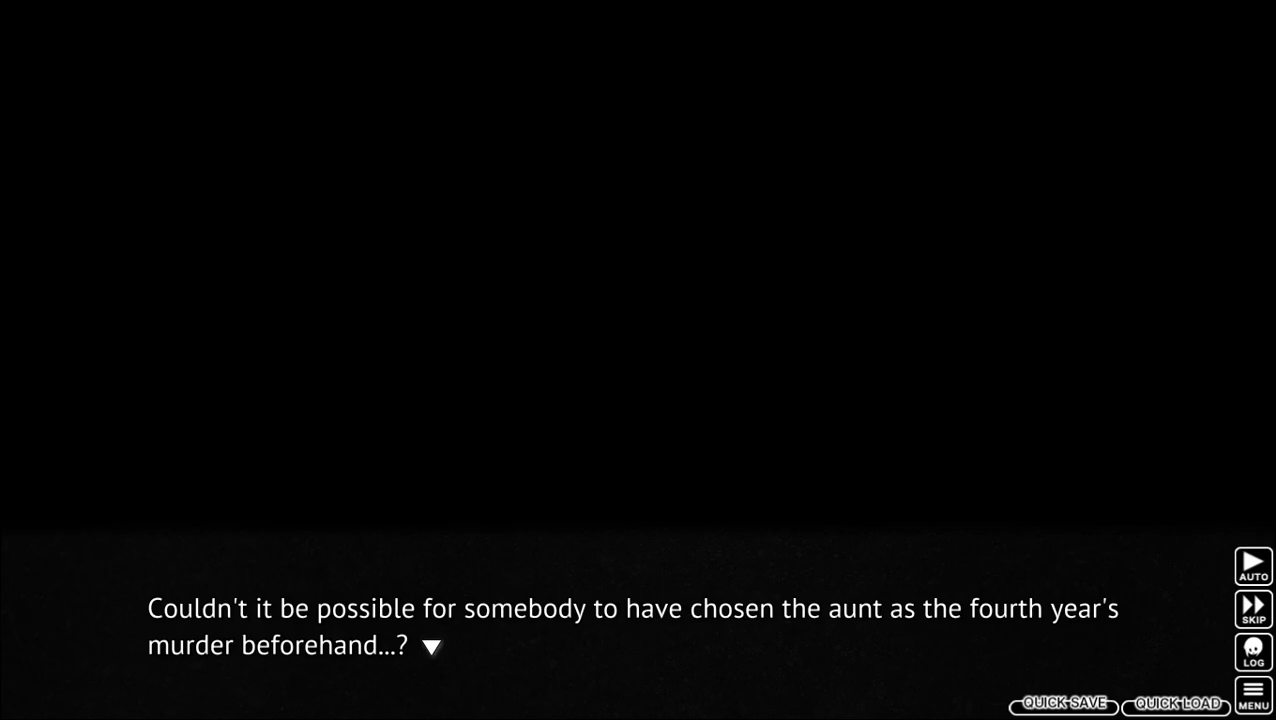 Couldn't it be possible for somebody to have chosen the aunt as the fourth year's
murder beforehand...?
AUTO
SKIP
LOG
QUICK SAVE
QUICK LOAD
MENU